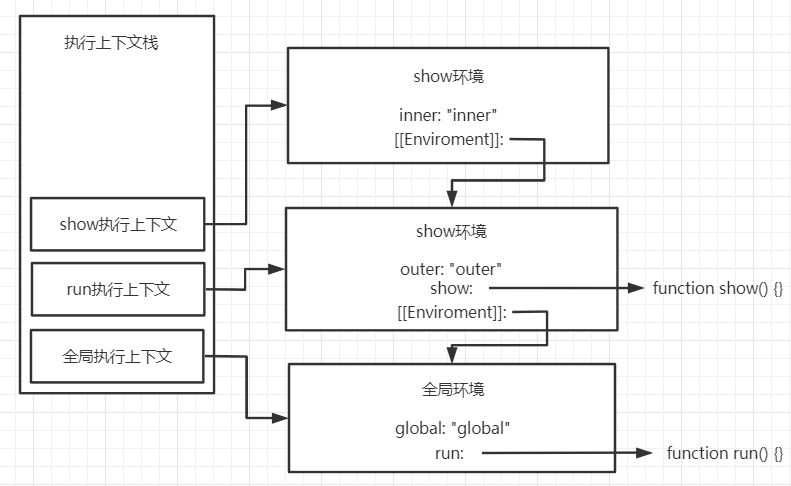 执行上下文栈
show执行上下文
run执行上下文
全局执行上下文
show环境
inner: "inner"
[[Enviroment]]:
show环境
outer: "outer"
show:
function show() {}
[[Enviroment]]:
全局环境
global: "global"
run:
function run() {}